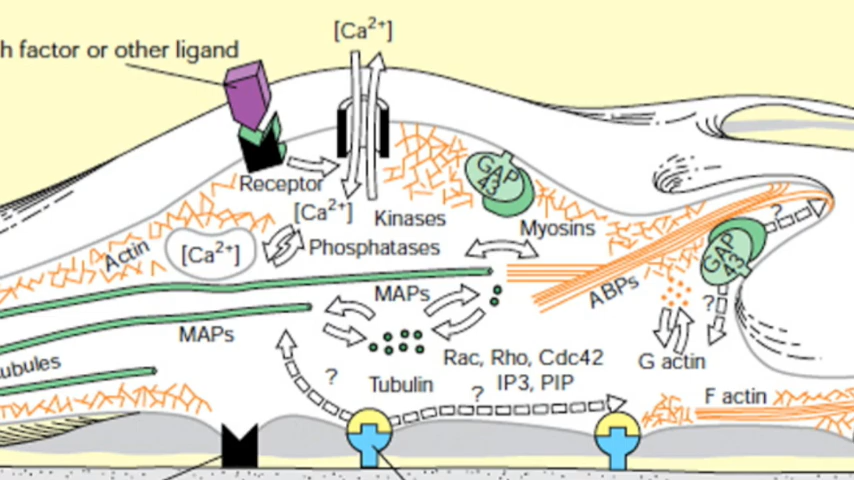 h factor or other ligand
[Ca²⁺]
GAP
43
Receptor
[Ca²⁺]
Kinases
Myosins
?
Actin
[Ca²⁺]
Phosphatases
GAP
43
MAPs
ABPs
?
MAPs
Rac, Rho, Cdc42
G actin
ubules
?
Tubulin
?
IP3, PIP
F actin